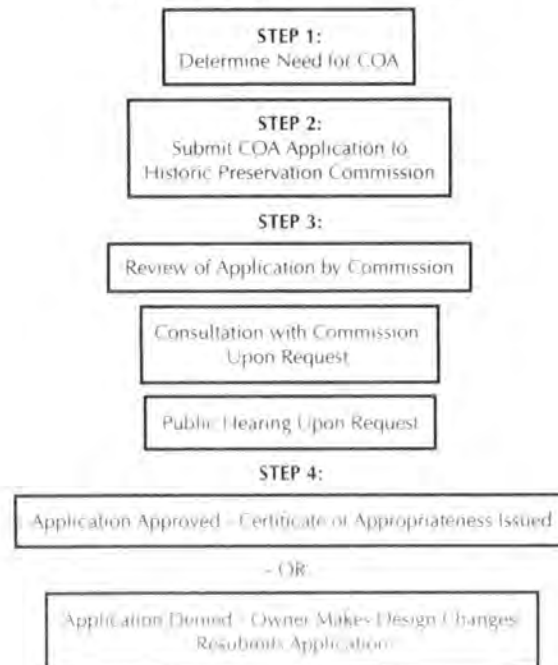 STEP 1:
Determine Need for COA
STEP 2:
Submit COA Application to
Historic Preservation Commission
STEP 3:
Review of Application by Commission
Consultation with Commission
Upon Request
Public Hearing Upon Request
STEP 4:
Application Approved - Certificate of Appropriateness Issued
- OR
Application Denied - Owner Makes Design Changes
Resubmits Application